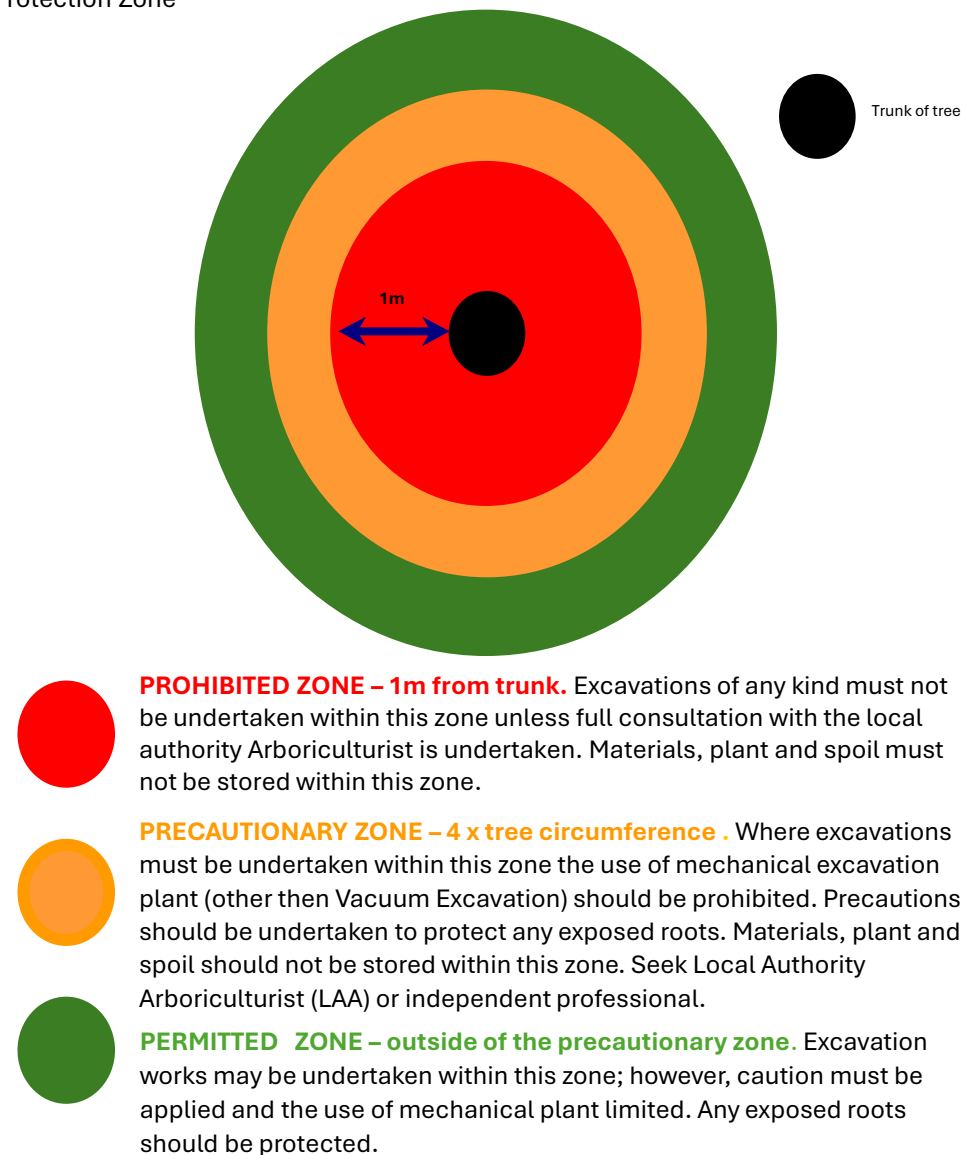 rotection Zone
Trunk of tree
1m
PROHIBITED ZONE – 1m from trunk. Excavations of any kind must not
be undertaken within this zone unless full consultation with the local
authority Arboriculturist is undertaken. Materials, plant and spoil must
not be stored within this zone.
PRECAUTIONARY ZONE – 4 x tree circumference . Where excavations
must be undertaken within this zone the use of mechanical excavation
plant (other then Vacuum Excavation) should be prohibited. Precautions
should be undertaken to protect any exposed roots. Materials, plant and
spoil should not be stored within this zone. Seek Local Authority
Arboriculturist (LAA) or independent professional.
PERMITTED ZONE – outside of the precautionary zone. Excavation
works may be undertaken within this zone; however, caution must be
applied and the use of mechanical plant limited. Any exposed roots
should be protected.